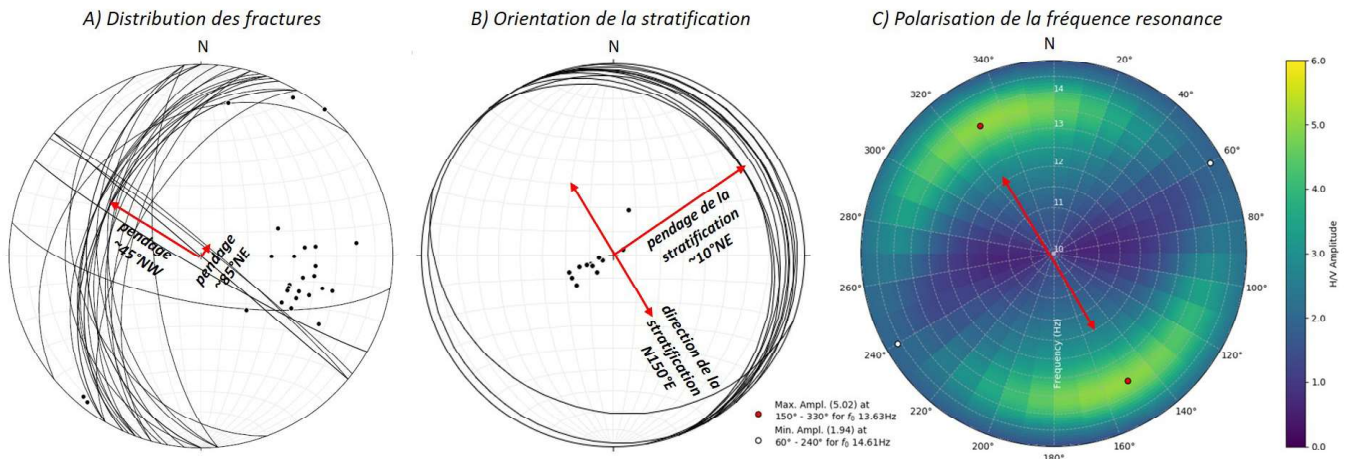 A) Distribution des fractures
B) Orientation de la stratification
C) Polarisation de la fréquence resonance
N
pendage
~45°NW
pendage
~85°NE
N
pendage de la
stratification
~10°NE
direction de la
stratification
N150°E
N
20°
40°
60°
80°
100°
120°
140°
160°
200°
220°
240°
260°
280°
300°
320°
340°
14
13
12
11
10
Frequency (Hz)
Max. Ampl. (5.02) at
150° - 330° for f0 13.63Hz
Min. Ampl. (1.94) at
60° - 240° for f0 14.61Hz
6.0
5.0
4.0
3.0
2.0
1.0
0.0
H/V Amplitude